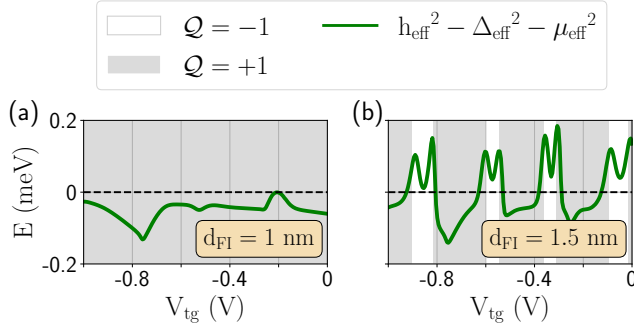 𝒬 = −1
h_eff² − Δ_eff² − μ_eff²
𝒬 = +1
(a)
(b)
E (meV)
0.2
0
-0.2
d_FI = 1 nm
d_FI = 1.5 nm
-0.8
-0.4
0
-0.8
-0.4
0
V_tg (V)
V_tg (V)